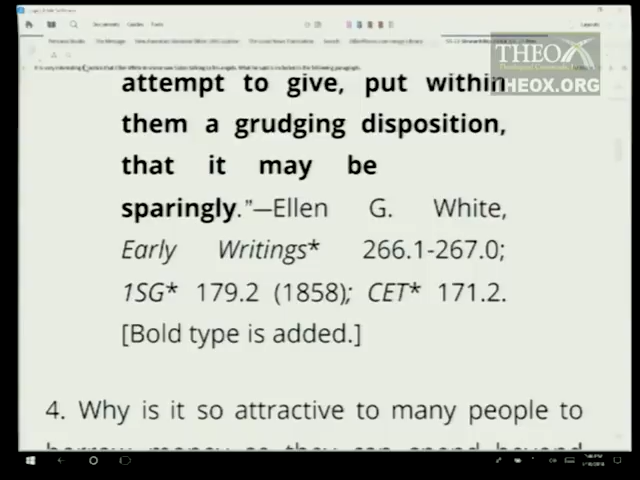 THEOX
THEOX.ORG
attempt to give, put within
them a grudging disposition,
that it may be
sparingly."—Ellen G. White,
Early Writings* 266.1-267.0;
1SG* 179.2 (1858); CET* 171.2.
[Bold type is added.]
4. Why is it so attractive to many people to